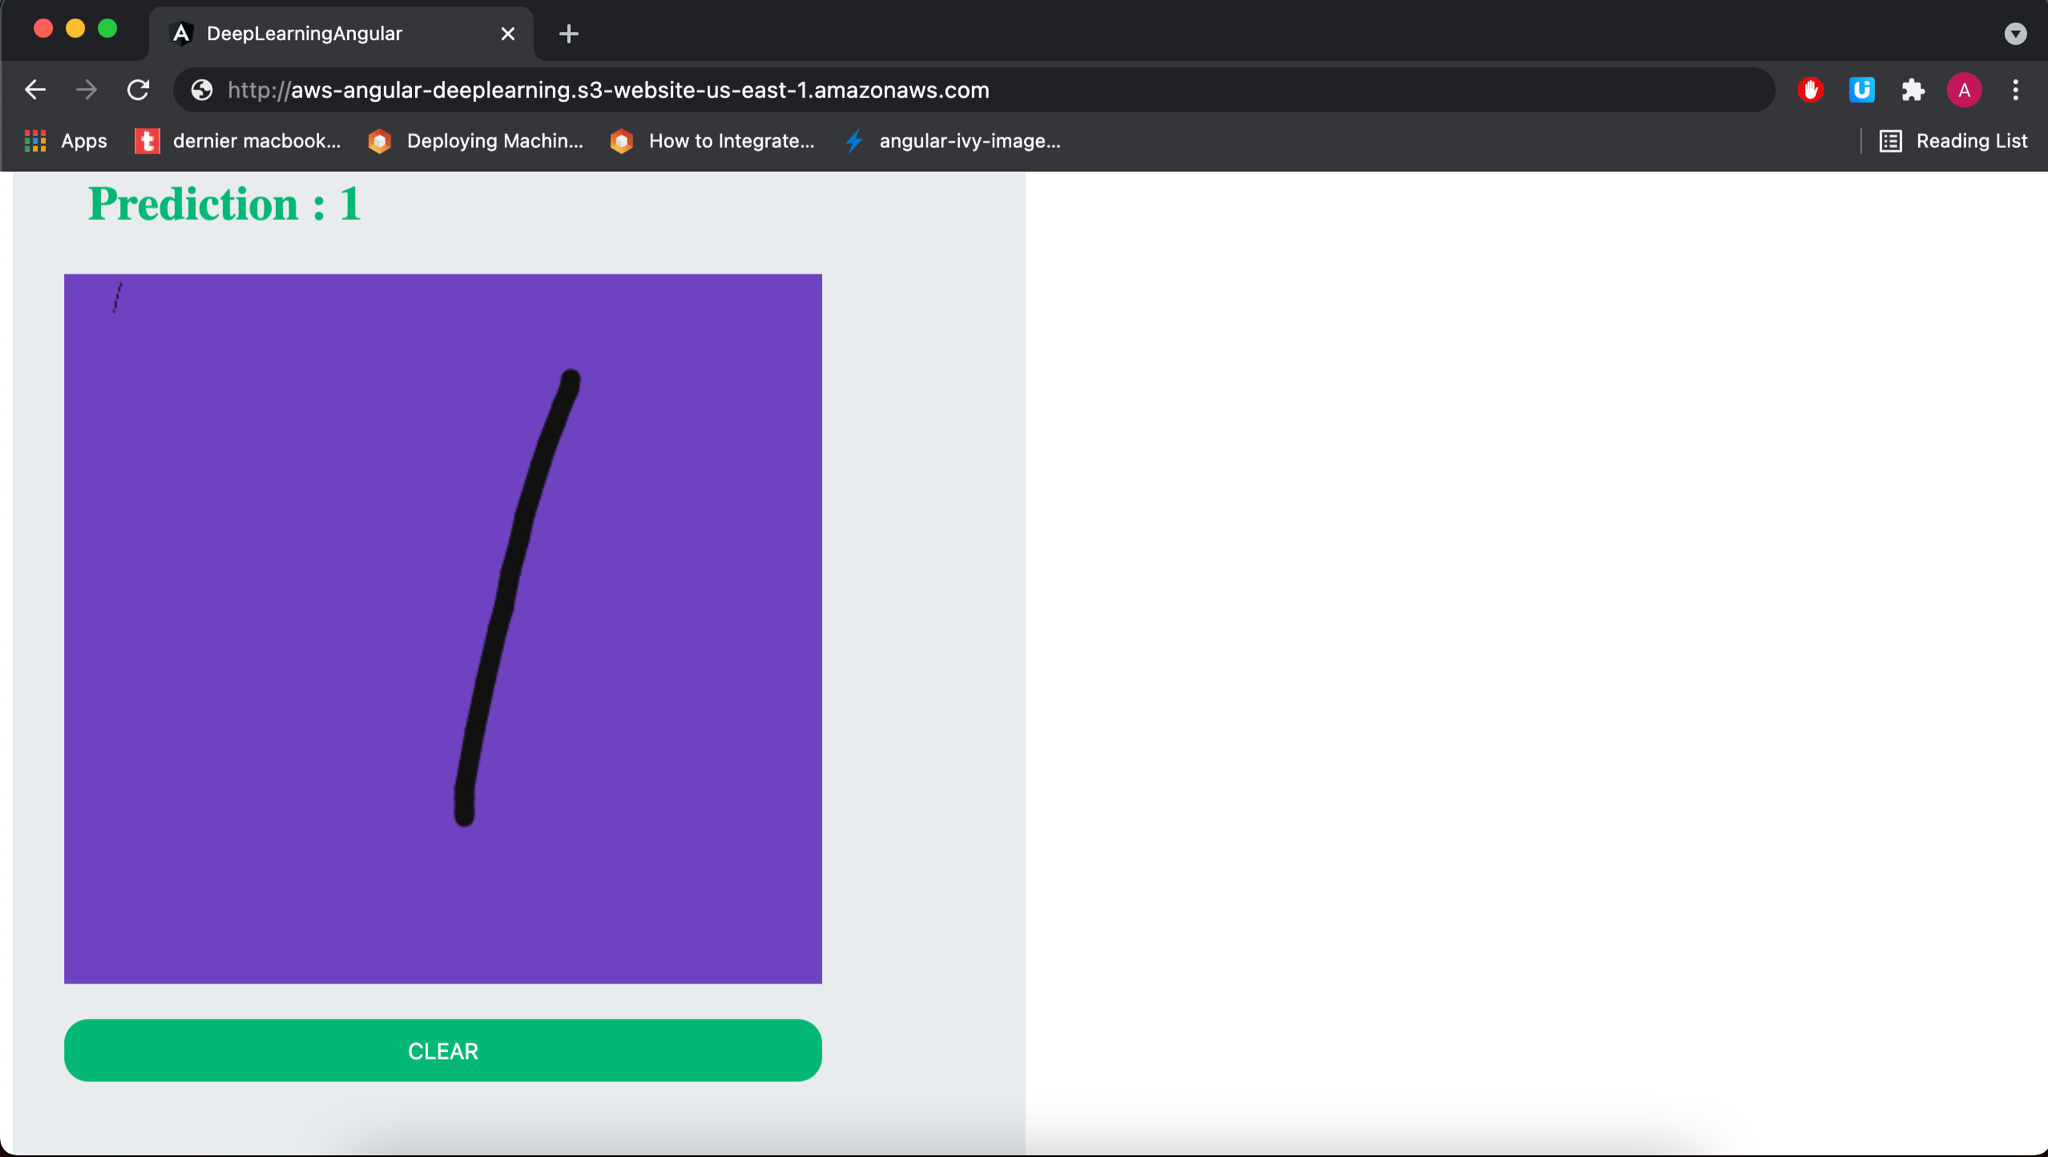 DeepLearningAngular
http://aws-angular-deeplearning.s3-website-us-east-1.amazonaws.com
A
Apps
dernier macbook...
Deploying Machin...
How to Integrate...
angular-ivy-image...
Reading List
Prediction : 1
1
CLEAR